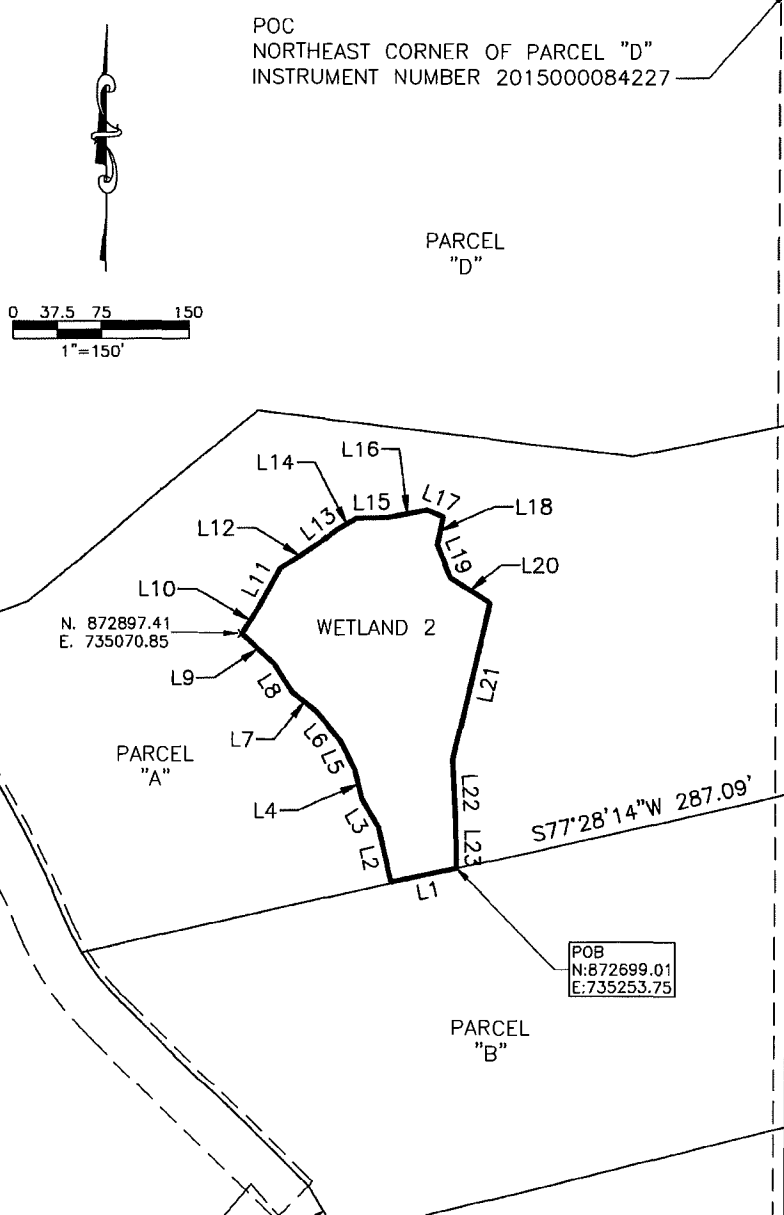 POC
NORTHEAST CORNER OF PARCEL "D"
INSTRUMENT NUMBER 2015000084227
PARCEL
"D"
0 37.5 75 150
1"=150'
L16
L14
L15
L17
L18
L12
L13
L19
L20
L11
L10
N. 872897.41
E. 735070.85
WETLAND 2
L9
L8
L21
L7
L6
PARCEL
"A"
L5
L4
L22
L3
S77°28'14"W 287.09'
L2
L23
L1
POB
N:872699.01
E:735253.75
PARCEL
"B"